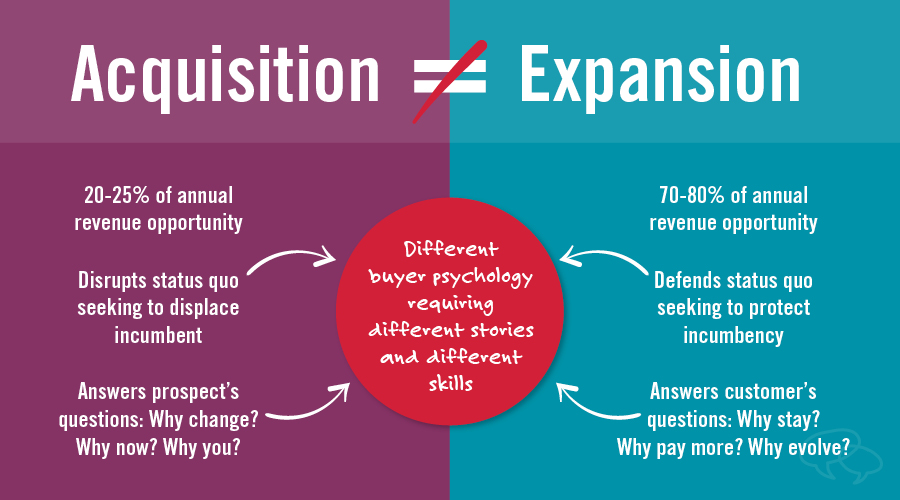 Acquisition ≠ Expansion
20-25% of annual
revenue opportunity
Disrupts status quo
seeking to displace
incumbent
Answers prospect's
questions: Why change?
Why now? Why you?
Different
buyer psychology
requiring
different stories
and different
skills
70-80% of annual
revenue opportunity
Defends status quo
seeking to protect
incumbency
Answers customer's
questions: Why stay?
Why pay more? Why evolve?